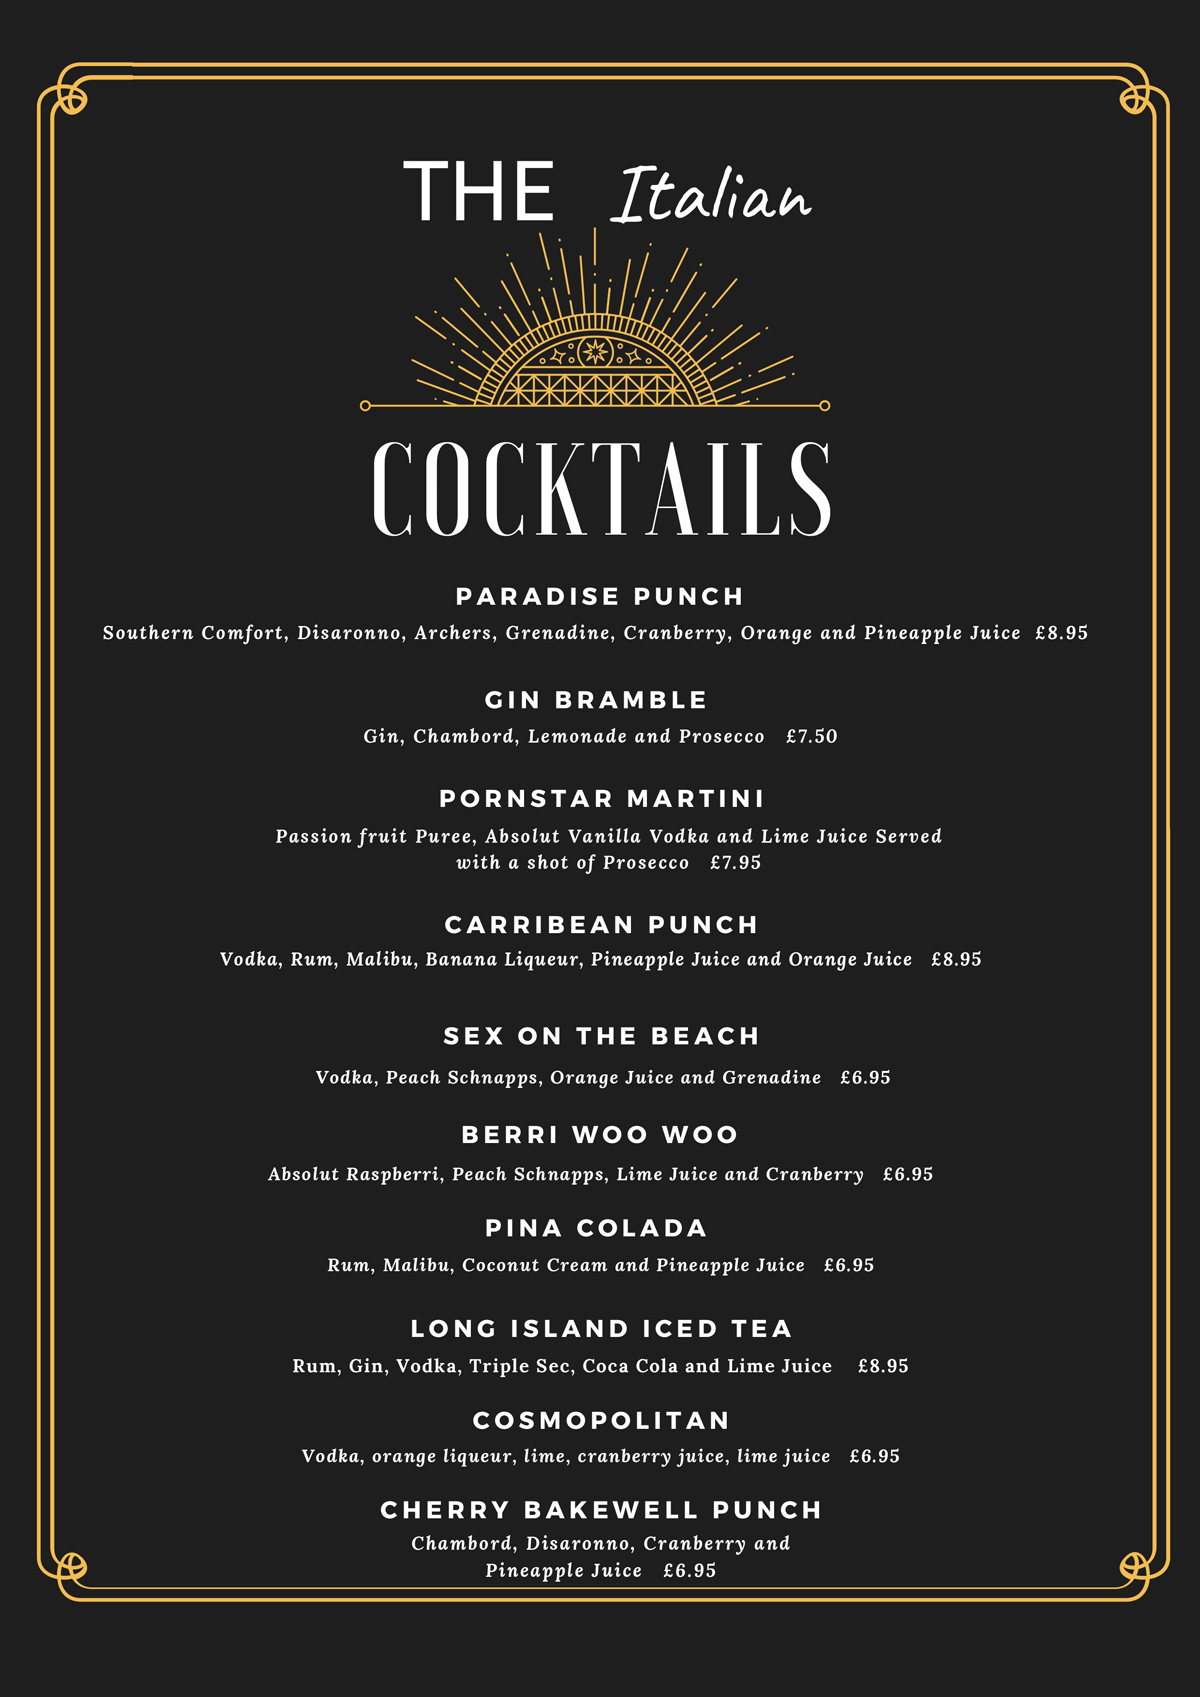 THE Italian
COCKTAILS
PARADISE PUNCH
Southern Comfort, Disaronno, Archers, Grenadine, Cranberry, Orange and Pineapple Juice £8.95
GIN BRAMBLE
Gin, Chambord, Lemonade and Prosecco £7.50
PORNSTAR MARTINI
Passion fruit Puree, Absolut Vanilla Vodka and Lime Juice Served
with a shot of Prosecco £7.95
CARRIBEAN PUNCH
Vodka, Rum, Malibu, Banana Liqueur, Pineapple Juice and Orange Juice £8.95
SEX ON THE BEACH
Vodka, Peach Schnapps, Orange Juice and Grenadine £6.95
BERRI WOO WOO
Absolut Raspberri, Peach Schnapps, Lime Juice and Cranberry £6.95
PINA COLADA
Rum, Malibu, Coconut Cream and Pineapple Juice £6.95
LONG ISLAND ICED TEA
Rum, Gin, Vodka, Triple Sec, Coca Cola and Lime Juice £8.95
COSMOPOLITAN
Vodka, orange liqueur, lime, cranberry juice, lime juice £6.95
CHERRY BAKEWELL PUNCH
Chambord, Disaronno, Cranberry and
Pineapple Juice £6.95